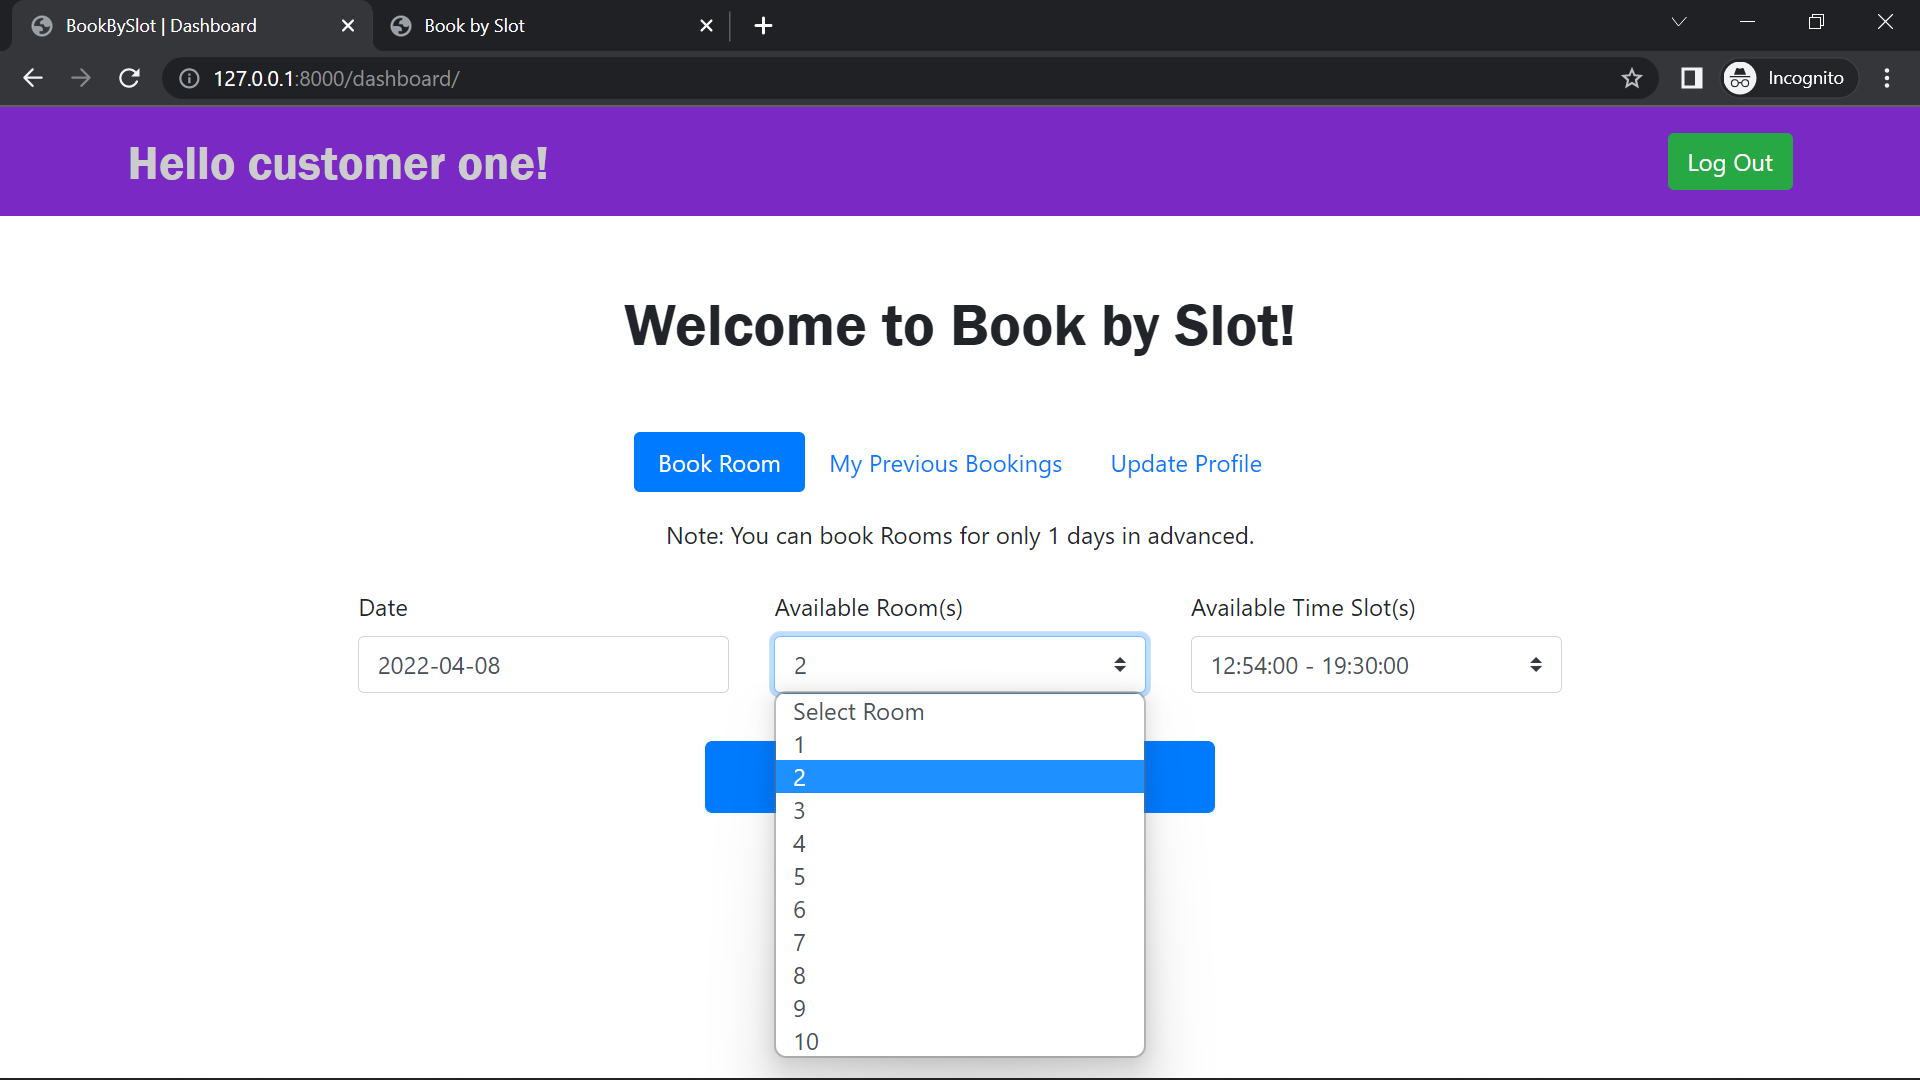 BookBySlot | Dashboard
Book by Slot
127.0.0.1:8000/dashboard/
Incognito
Hello customer one!
Log Out
Welcome to Book by Slot!
Book Room
My Previous Bookings
Update Profile
Note: You can book Rooms for only 1 days in advanced.
Date
Available Room(s)
Available Time Slot(s)
2022-04-08
2
12:54:00 - 19:30:00
Select Room
1
2
3
4
5
6
7
8
9
10